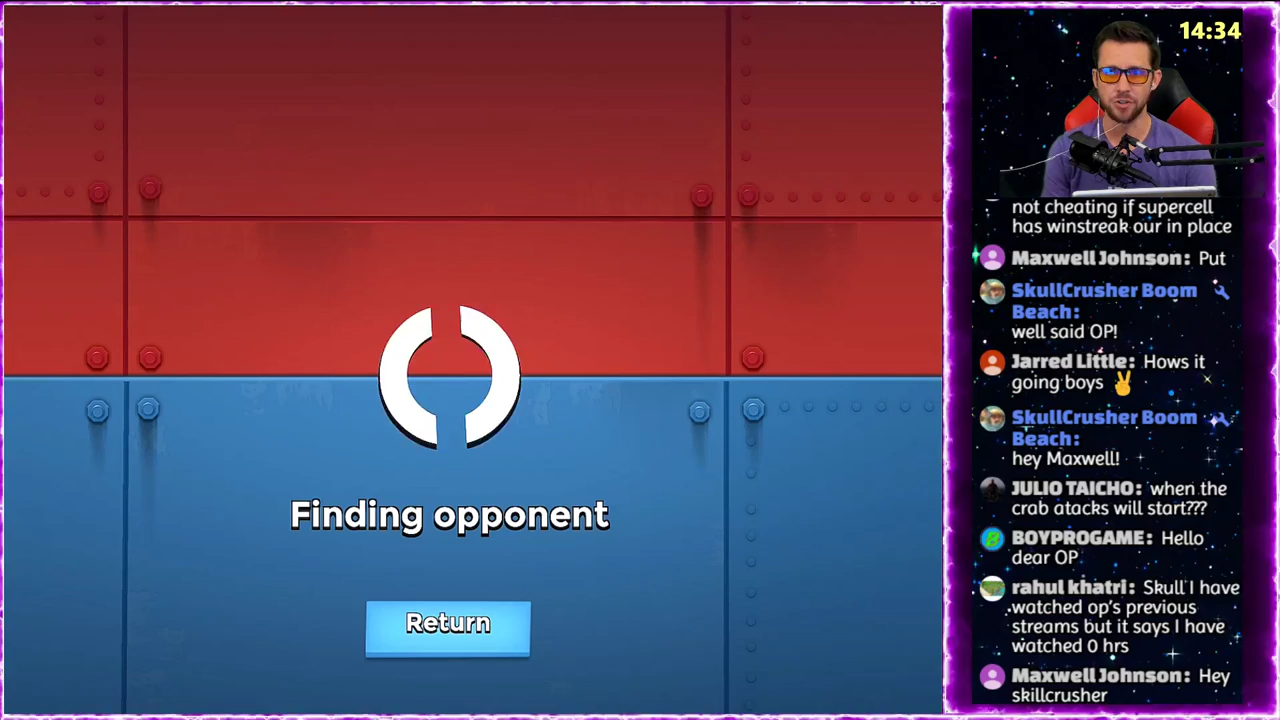 Finding opponent
Return
14:34
not cheating if supercell
has winstreak our in place
Maxwell Johnson: Put
SkullCrusher Boom
Beach:
well said OP!
Jarred Little: Hows it
going boys ✌
SkullCrusher Boom
Beach:
hey Maxwell!
JULIO TAICHO: when the
crab atacks will start???
BOYPROGAME: Hello
dear OP
rahul khatri: Skull I have
watched op's previous
streams but it says I have
watched 0 hrs
Maxwell Johnson: Hey
skillcrusher